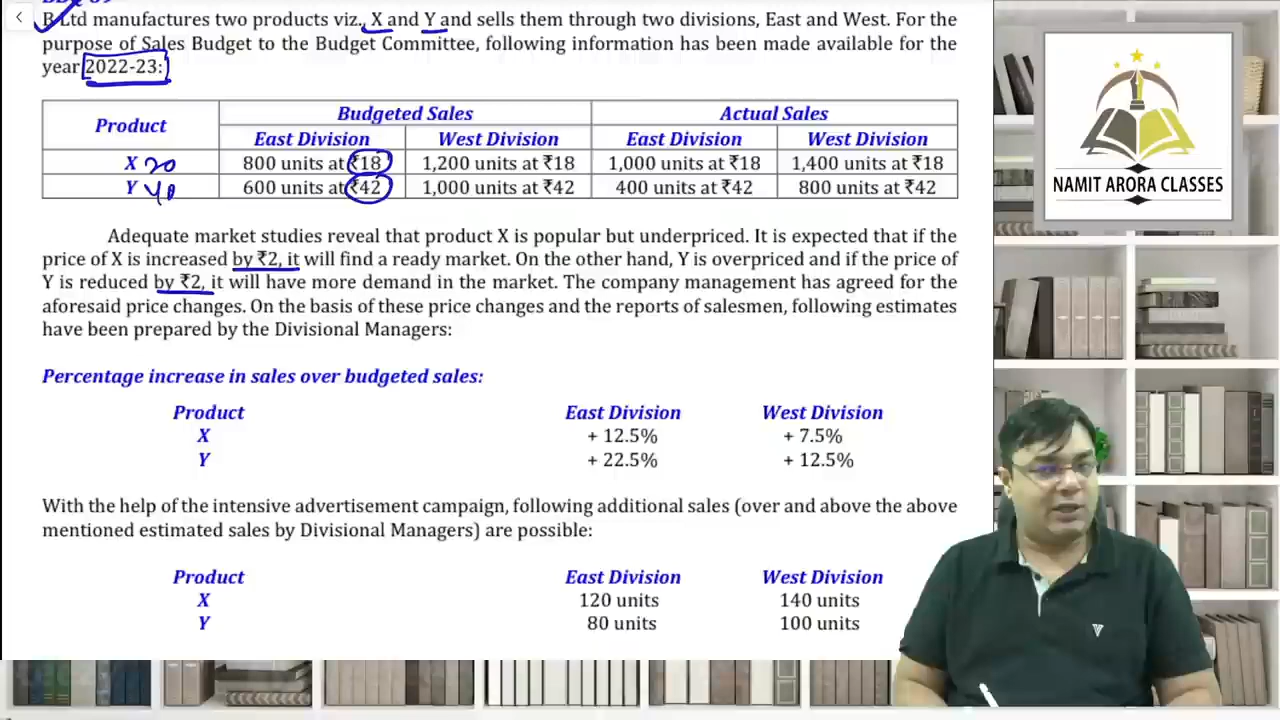 B Ltd manufactures two products viz., X and Y and sells them through two divisions, East and West. For the
purpose of Sales Budget to the Budget Committee, following information has been made available for the
year 2022-23:
Product Budgeted Sales Actual Sales
East Division West Division East Division West Division
X 20 800 units at ₹18 1,200 units at ₹18 1,000 units at ₹18 1,400 units at ₹18
Y 40 600 units at ₹42 1,000 units at ₹42 400 units at ₹42 800 units at ₹42
Adequate market studies reveal that product X is popular but underpriced. It is expected that if the
price of X is increased by ₹2, it will find a ready market. On the other hand, Y is overpriced and if the price of
Y is reduced by ₹2, it will have more demand in the market. The company management has agreed for the
aforesaid price changes. On the basis of these price changes and the reports of salesmen, following estimates
have been prepared by the Divisional Managers:
Percentage increase in sales over budgeted sales:
Product East Division West Division
X + 12.5% + 7.5%
Y + 22.5% + 12.5%
With the help of the intensive advertisement campaign, following additional sales (over and above the above
mentioned estimated sales by Divisional Managers) are possible:
Product East Division West Division
X 120 units 140 units
Y 80 units 100 units
NAMIT ARORA CLASSES